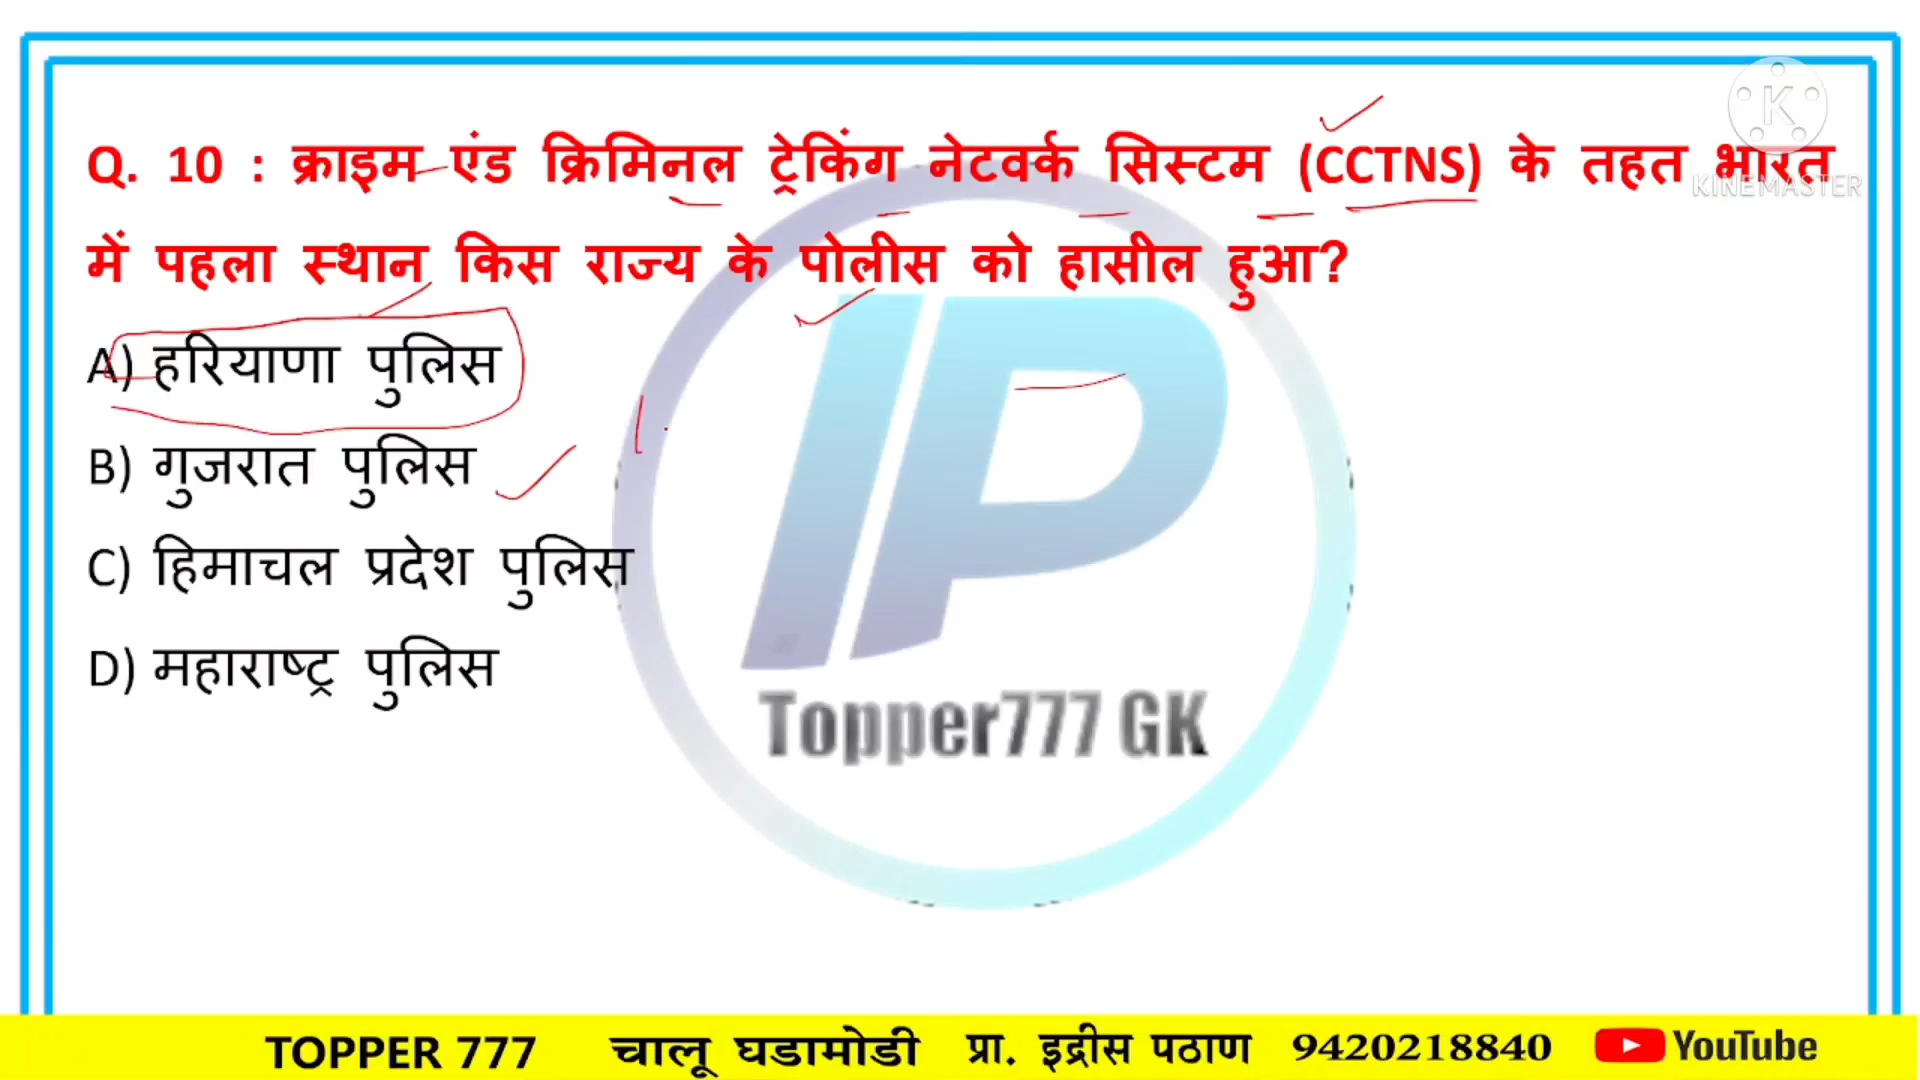 Q. 10 : क्राइम एंड क्रिमिनल ट्रेकिंग नेटवर्क सिस्टम (CCTNS) के तहत भारत
KINEMASTER
में पहला स्थान किस राज्य के पोलीस को हासील हुआ?
A) हरियाणा पुलिस
B) गुजरात पुलिस
C) हिमाचल प्रदेश पुलिस
D) महाराष्ट्र पुलिस
Topper777 GK
TOPPER 777 चालू घडामोडी प्रा. इद्रीस पठाण 9420218840 YouTube